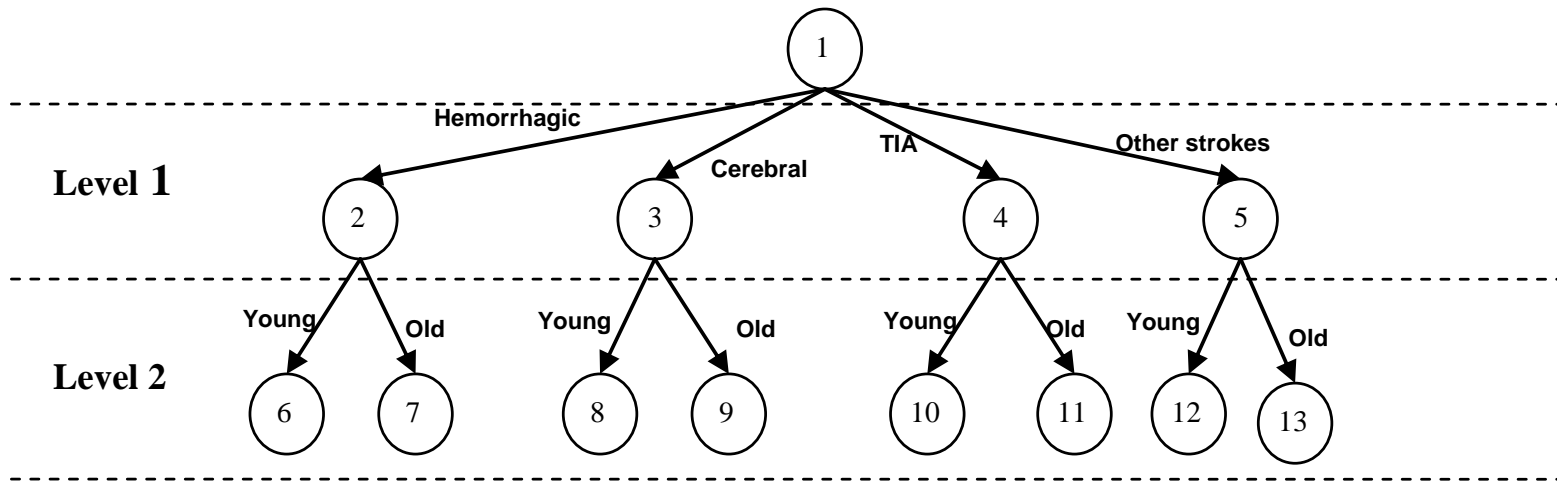 1
Hemorrhagic
Cerebral
TIA
Other strokes
Level 1
2
3
4
5
Young
Old
Young
Old
Young
Old
Young
Old
Level 2
6
7
8
9
10
11
12
13